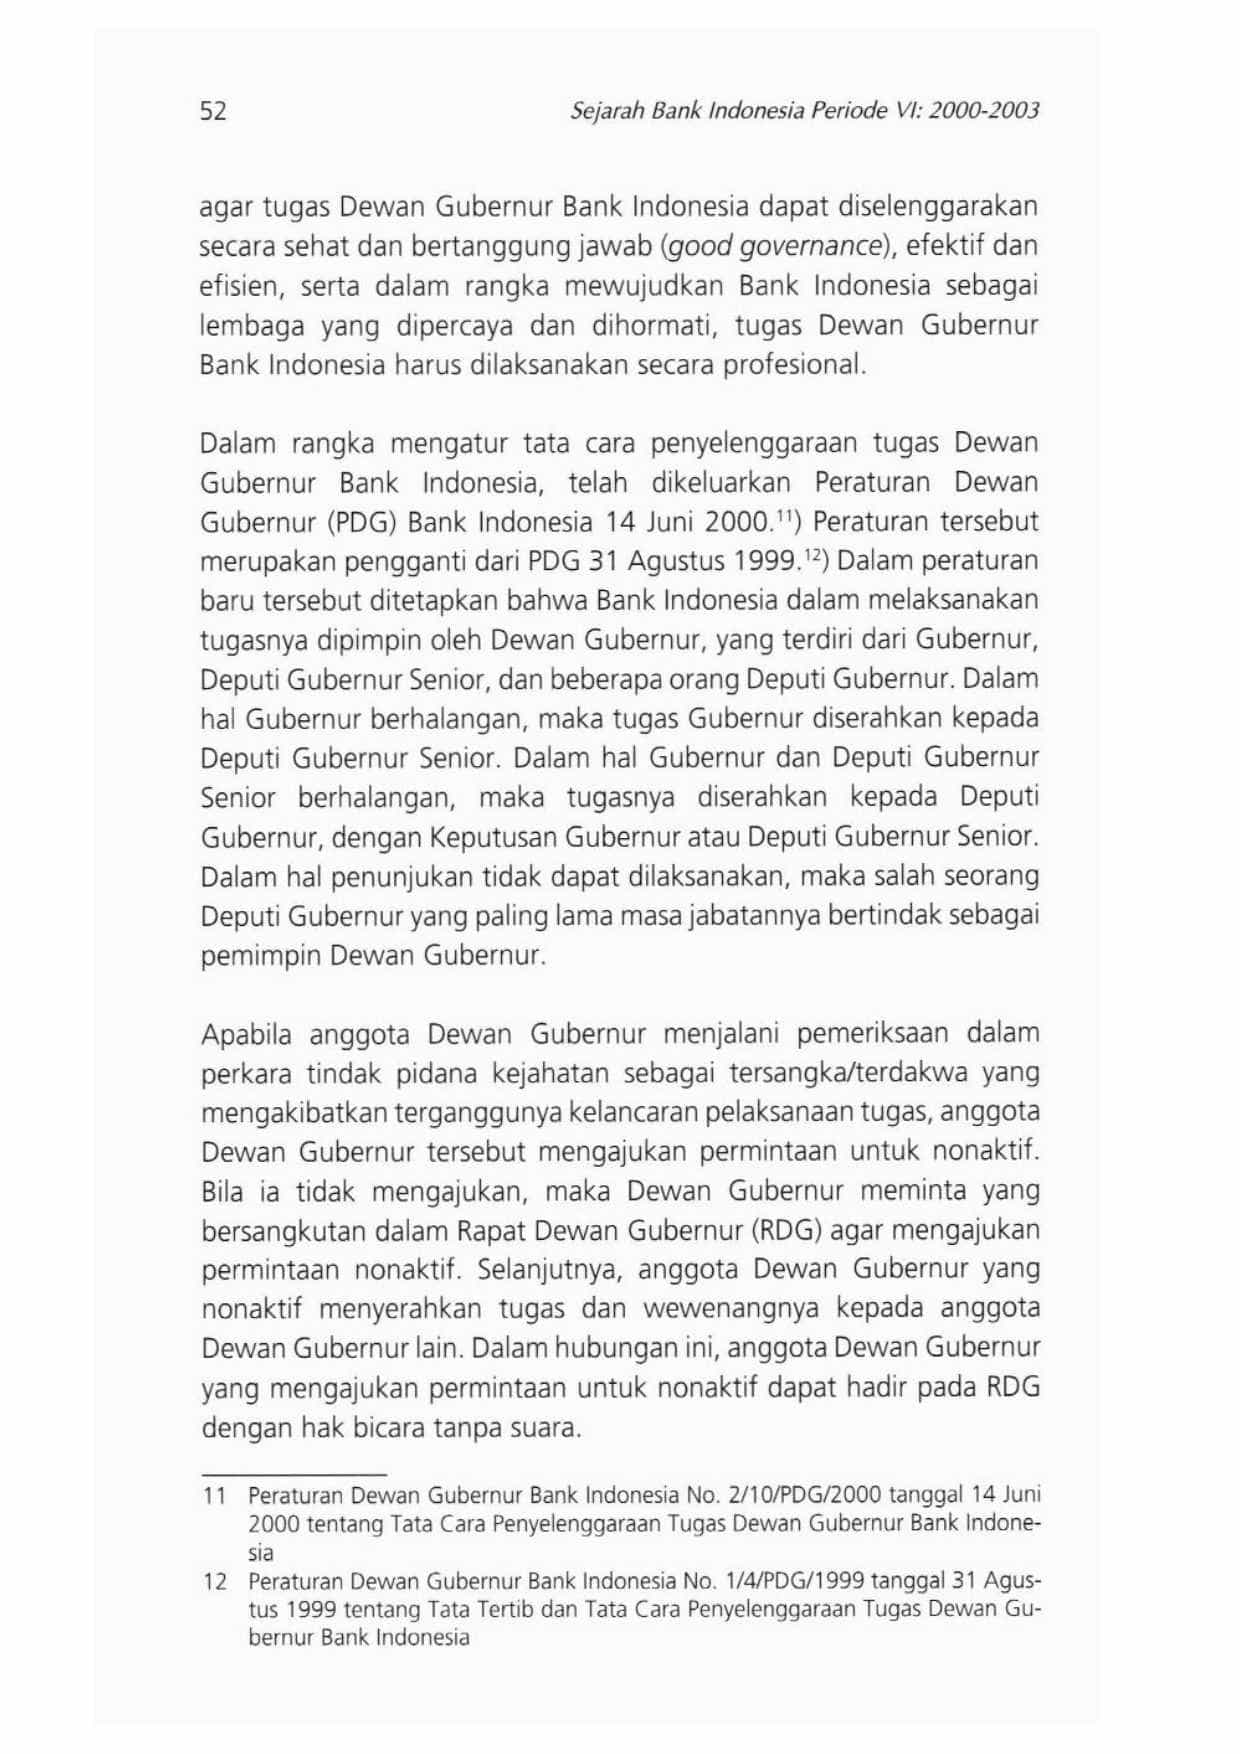 52
Sejarah Bank Indonesia Periode VI: 2000-2003
agar tugas Dewan Gubernur Bank Indonesia dapat diselenggarakan
secara sehat dan bertanggung jawab (good governance), efektif dan
efisien, serta dalam rangka mewujudkan Bank Indonesia sebagai
lembaga yang dipercaya dan dihormati, tugas Dewan Gubernur
Bank Indonesia harus dilaksanakan secara profesional.
Dalam rangka mengatur tata cara penyelenggaraan tugas Dewan
Gubernur Bank Indonesia, telah dikeluarkan Peraturan Dewan
Gubernur (PDG) Bank Indonesia 14 Juni 2000.¹¹) Peraturan tersebut
merupakan pengganti dari PDG 31 Agustus 1999.¹²) Dalam peraturan
baru tersebut ditetapkan bahwa Bank Indonesia dalam melaksanakan
tugasnya dipimpin oleh Dewan Gubernur, yang terdiri dari Gubernur,
Deputi Gubernur Senior, dan beberapa orang Deputi Gubernur. Dalam
hal Gubernur berhalangan, maka tugas Gubernur diserahkan kepada
Deputi Gubernur Senior. Dalam hal Gubernur dan Deputi Gubernur
Senior berhalangan, maka tugasnya diserahkan kepada Deputi
Gubernur, dengan Keputusan Gubernur atau Deputi Gubernur Senior.
Dalam hal penunjukan tidak dapat dilaksanakan, maka salah seorang
Deputi Gubernur yang paling lama masa jabatannya bertindak sebagai
pemimpin Dewan Gubernur.
Apabila anggota Dewan Gubernur menjalani pemeriksaan dalam
perkara tindak pidana kejahatan sebagai tersangka/terdakwa yang
mengakibatkan terganggunya kelancaran pelaksanaan tugas, anggota
Dewan Gubernur tersebut mengajukan permintaan untuk nonaktif.
Bila ia tidak mengajukan, maka Dewan Gubernur meminta yang
bersangkutan dalam Rapat Dewan Gubernur (RDG) agar mengajukan
permintaan nonaktif. Selanjutnya, anggota Dewan Gubernur yang
nonaktif menyerahkan tugas dan wewenangnya kepada anggota
Dewan Gubernur lain. Dalam hubungan ini, anggota Dewan Gubernur
yang mengajukan permintaan untuk nonaktif dapat hadir pada RDG
dengan hak bicara tanpa suara.
11 Peraturan Dewan Gubernur Bank Indonesia No. 2/10/PDG/2000 tanggal 14 Juni
2000 tentang Tata Cara Penyelenggaraan Tugas Dewan Gubernur Bank Indone-
sia
12 Peraturan Dewan Gubernur Bank Indonesia No. 1/4/PDG/1999 tanggal 31 Agus-
tus 1999 tentang Tata Tertib dan Tata Cara Penyelenggaraan Tugas Dewan Gu-
bernur Bank Indonesia